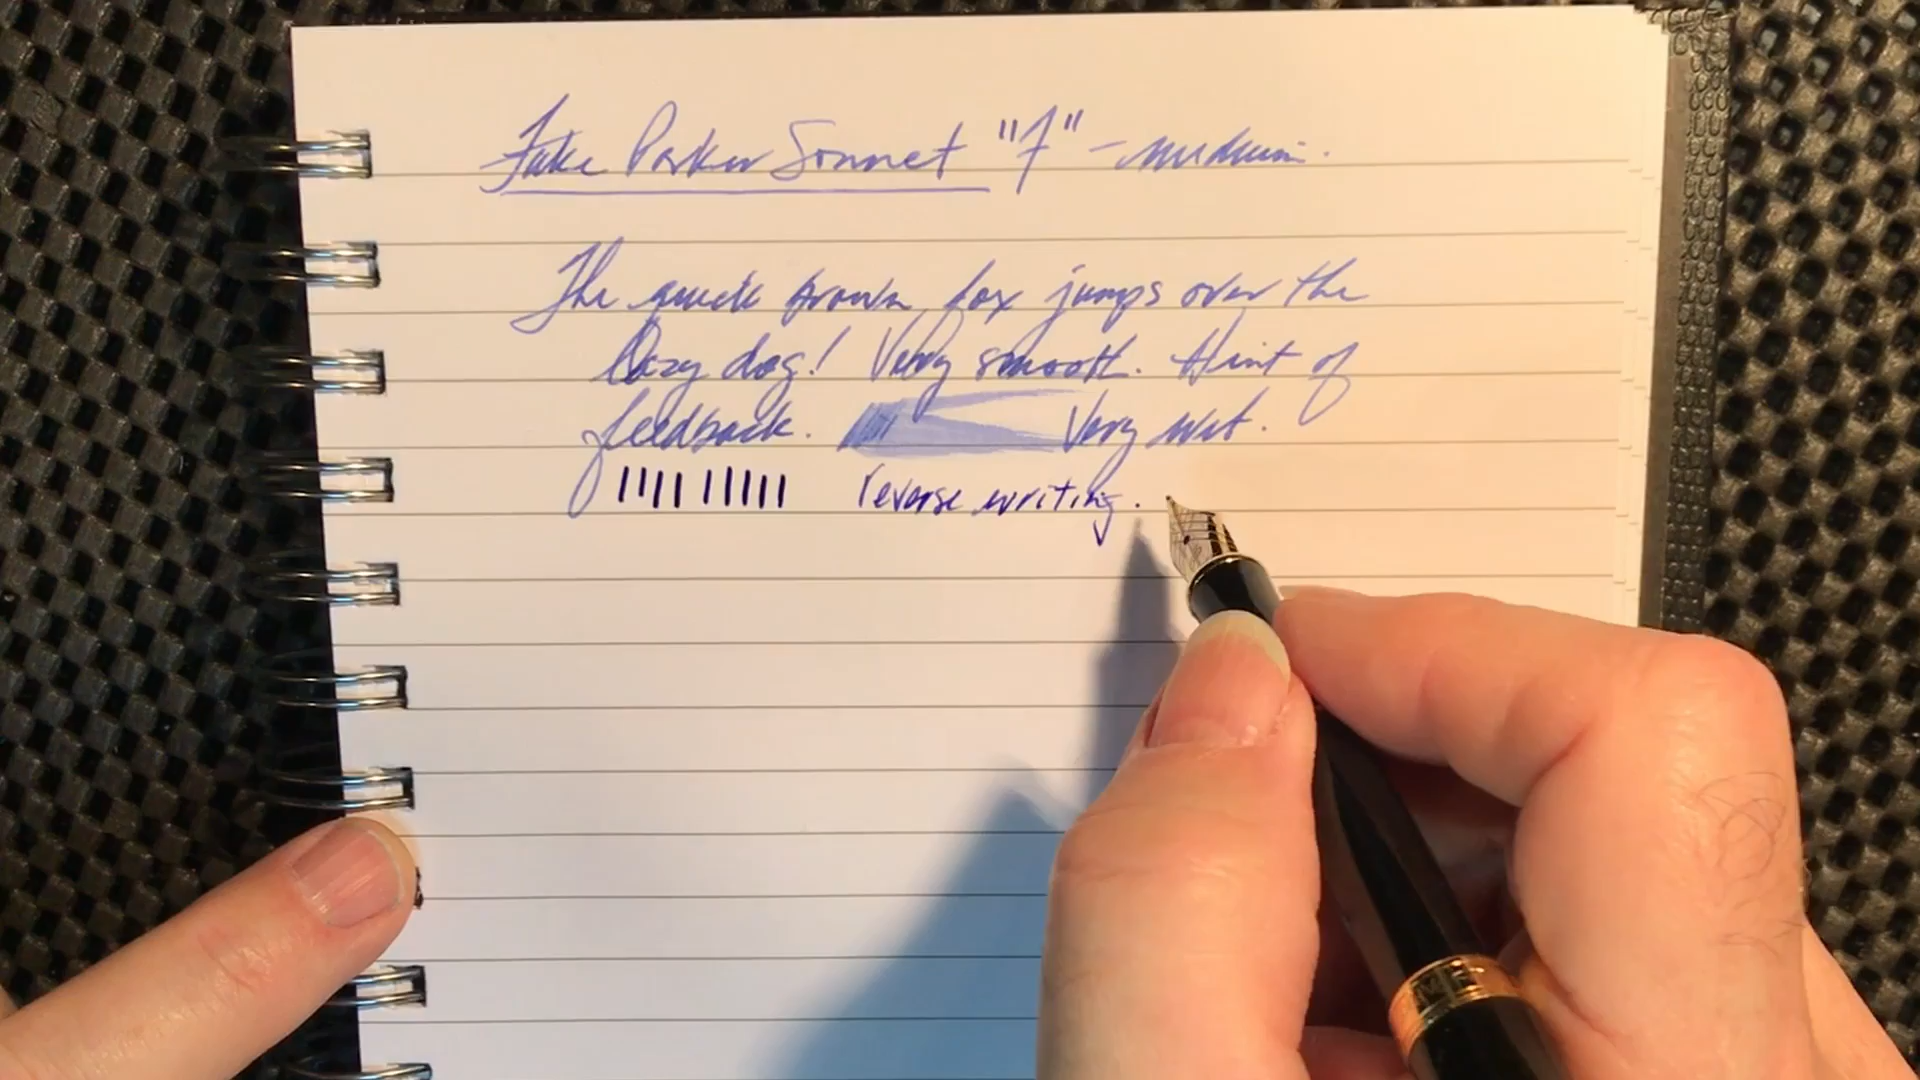 Fake Parker Sonnet "F" - medium.
The quick brown fox jumps over the
lazy dog! Very smooth. Hint of
feedback. Very wet.
reverse writing.